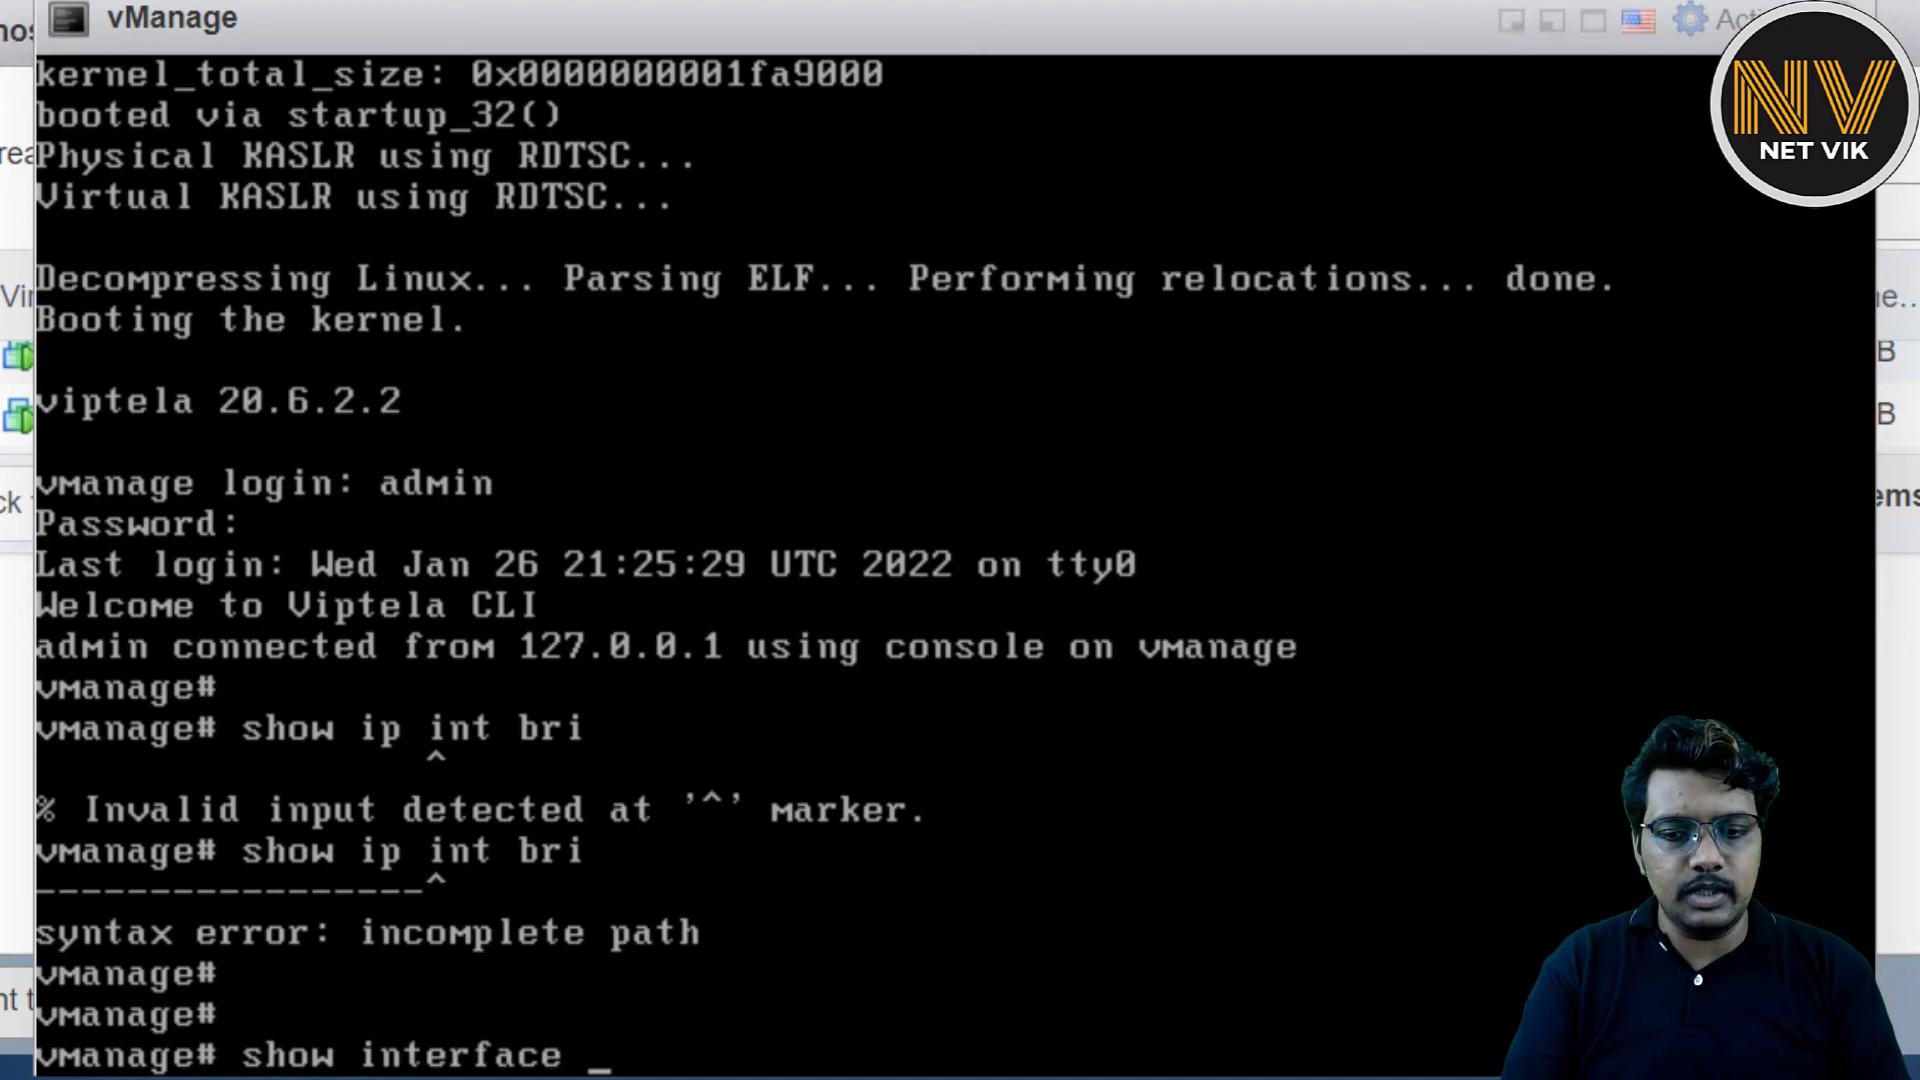 vManage
kernel_total_size: 0x0000000001fa9000
booted via startup_32()
Physical KASLR using RDTSC...
Virtual KASLR using RDTSC...
Decompressing Linux... Parsing ELF... Performing relocations... done.
Booting the kernel.
viptela 20.6.2.2
vmanage login: admin
Password:
Last login: Wed Jan 26 21:25:29 UTC 2022 on tty0
Welcome to Viptela CLI
admin connected from 127.0.0.1 using console on vmanage
vmanage#
vmanage# show ip int bri
^
% Invalid input detected at '^' marker.
vmanage# show ip int bri
-----------------^
syntax error: incomplete path
vmanage#
vmanage#
vmanage# show interface _
NV
NET VIK